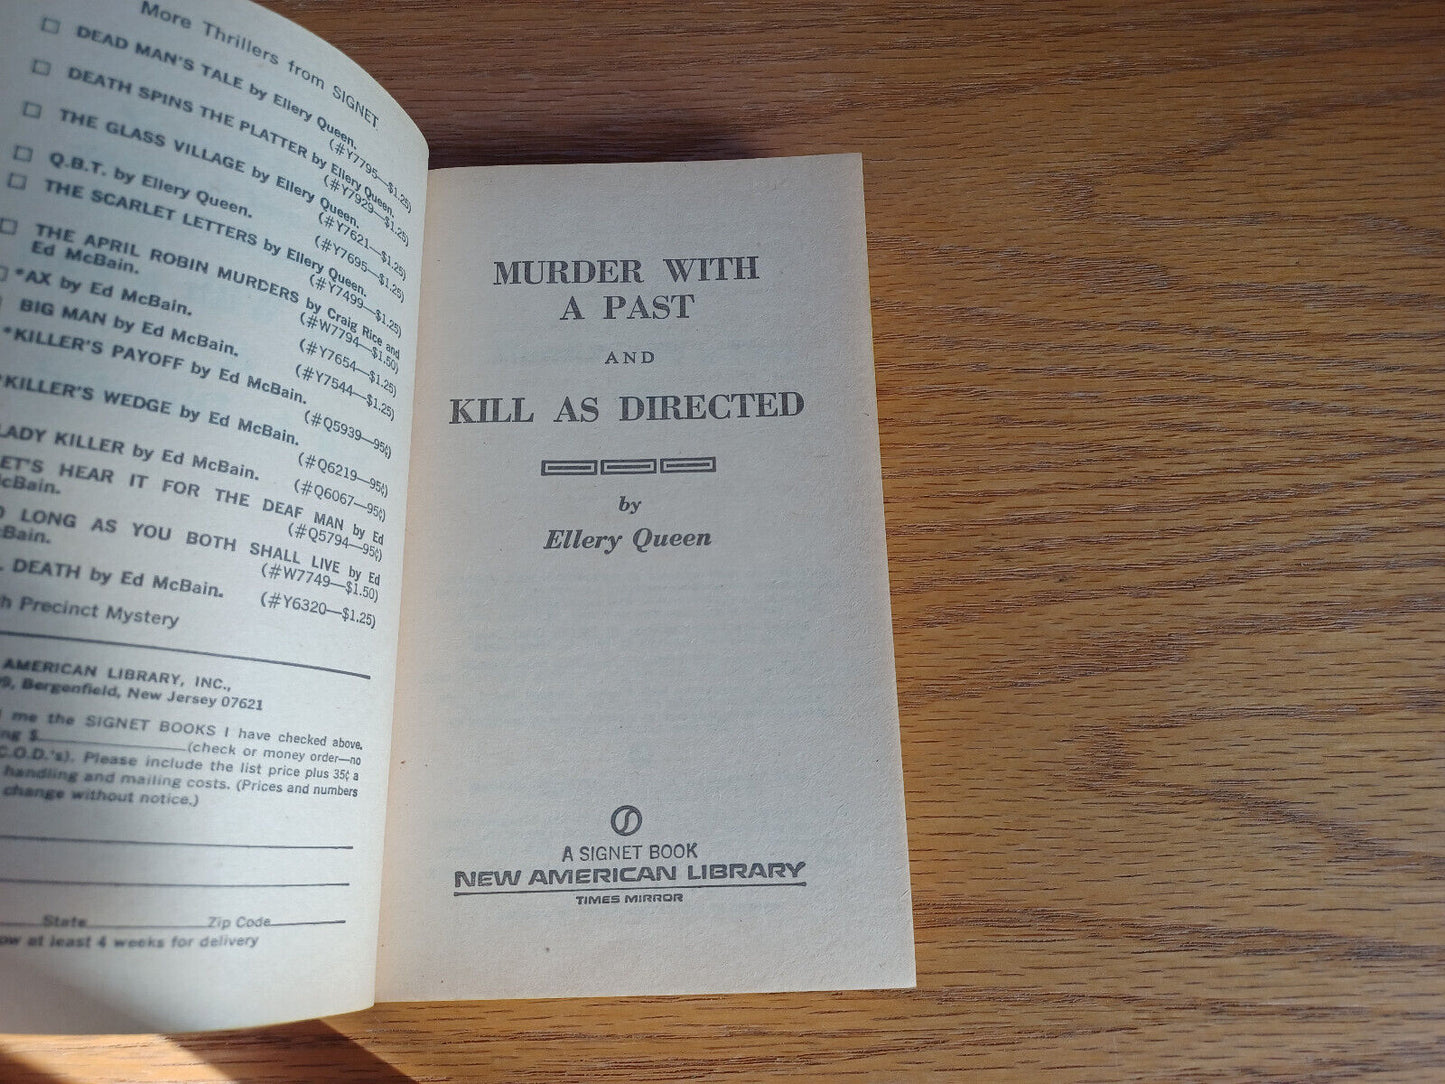 More Thrillers from SIGNET
DEAD MAN'S TALE by Ellery Queen.
(#Y7795—$1.25)
DEATH SPINS THE PLATTER by Ellery Queen.
(#Y7929—$1.25)
THE GLASS VILLAGE by Ellery Queen.
(#Y7621—$1.25)
Q.B.I. by Ellery Queen.
(#Y7695—$1.25)
THE SCARLET LETTERS by Ellery Queen.
(#Y7499—$1.25)
THE APRIL ROBIN MURDERS by Craig Rice and
Ed McBain.
(#W7794—$1.50)
*AX by Ed McBain.
(#Y7654—$1.25)
BIG MAN by Ed McBain.
(#Y7544—$1.25)
*KILLER'S PAYOFF by Ed McBain.
(#Q5939—95¢)
*KILLER'S WEDGE by Ed McBain.
(#Q6219—95¢)
LADY KILLER by Ed McBain.
(#Q6067—95¢)
ET'S HEAR IT FOR THE DEAF MAN by Ed
McBain.
(#Q5794—95¢)
O LONG AS YOU BOTH SHALL LIVE by Ed
Bain.
(#W7749—$1.50)
. DEATH by Ed McBain.
(#Y6320—$1.25)
h Precinct Mystery
AMERICAN LIBRARY, INC.,
9, Bergenfield, New Jersey 07621
me the SIGNET BOOKS I have checked above.
ng $ (check or money order—no
C.O.D.'s). Please include the list price plus 35¢ a
handling and mailing costs. (Prices and numbers
change without notice.)
State Zip Code
ow at least 4 weeks for delivery
MURDER WITH
A PAST
AND
KILL AS DIRECTED
by
Ellery Queen
A SIGNET BOOK
NEW AMERICAN LIBRARY
TIMES MIRROR